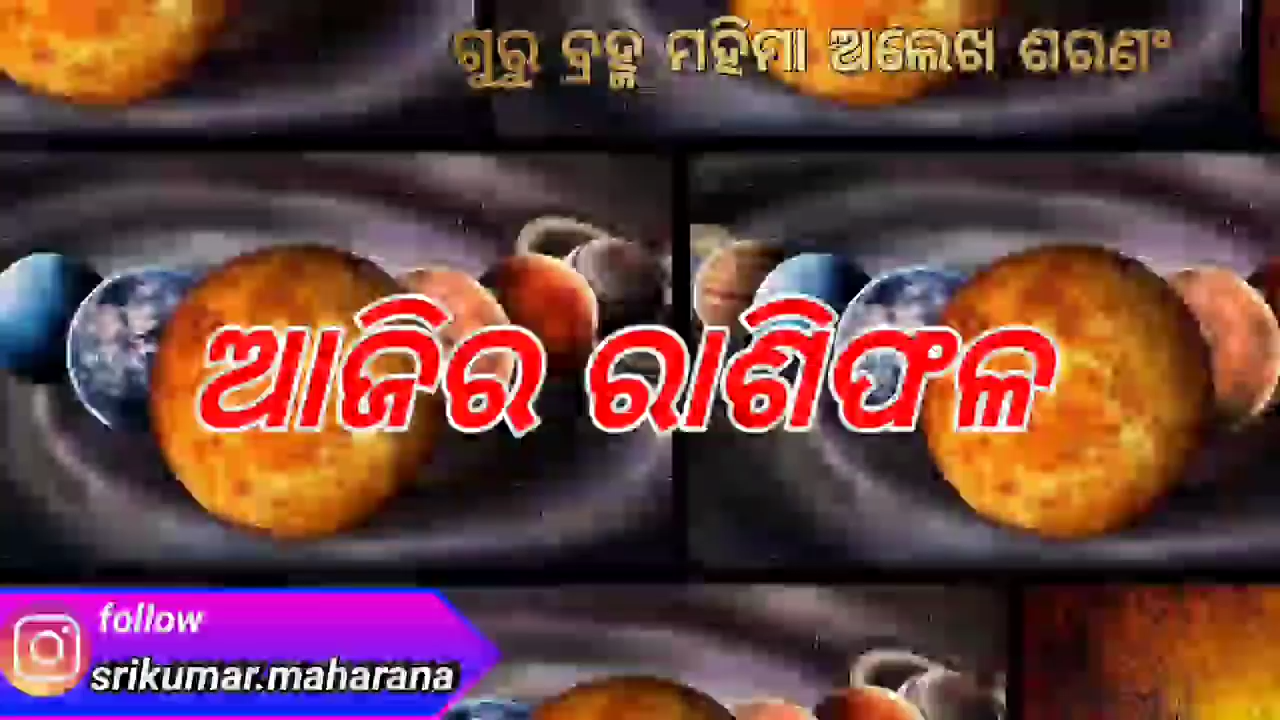 ଗୁରୁ ବ୍ରହ୍ମ ମହିମା ଅଲେଖ ଶରଣଂ
ଆଜିର ରାଶିଫଳ
follow
srikumar.maharana